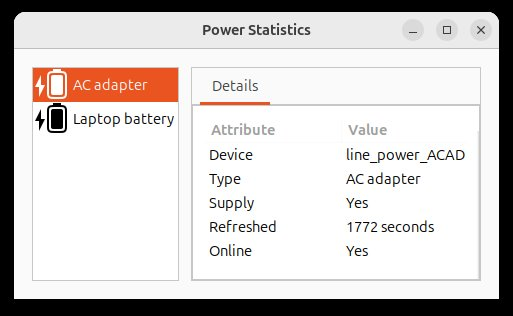 Power Statistics
AC adapter
Laptop battery
Details
Attribute Value
Device line_power_ACAD
Type AC adapter
Supply Yes
Refreshed 1772 seconds
Online Yes